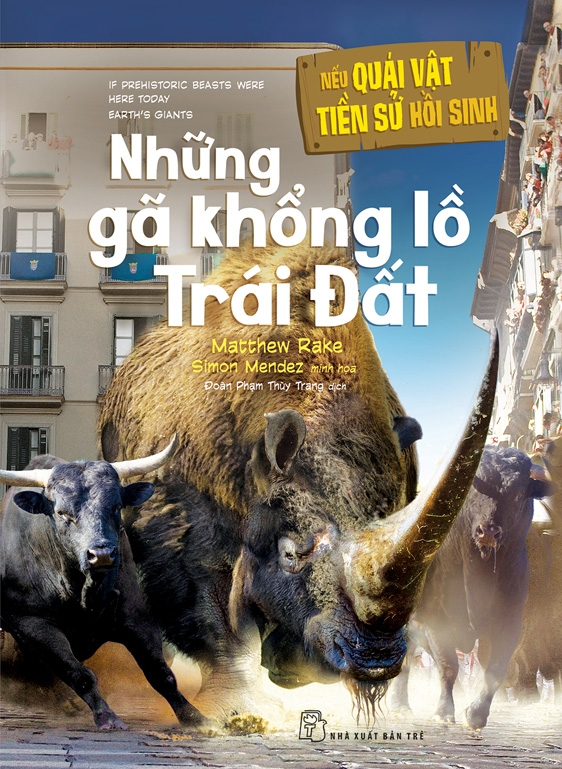 IF PREHISTORIC BEASTS WERE
HERE TODAY
EARTH'S GIANTS
NẾU QUÁI VẬT
TIỀN SỬ HỒI SINH
Những
gã khổng lồ
Trái Đất
Matthew Rake
Simon Mendez minh hoạ
Đoàn Phạm Thùy Trang dịch
NHÀ XUẤT BẢN TRẺ